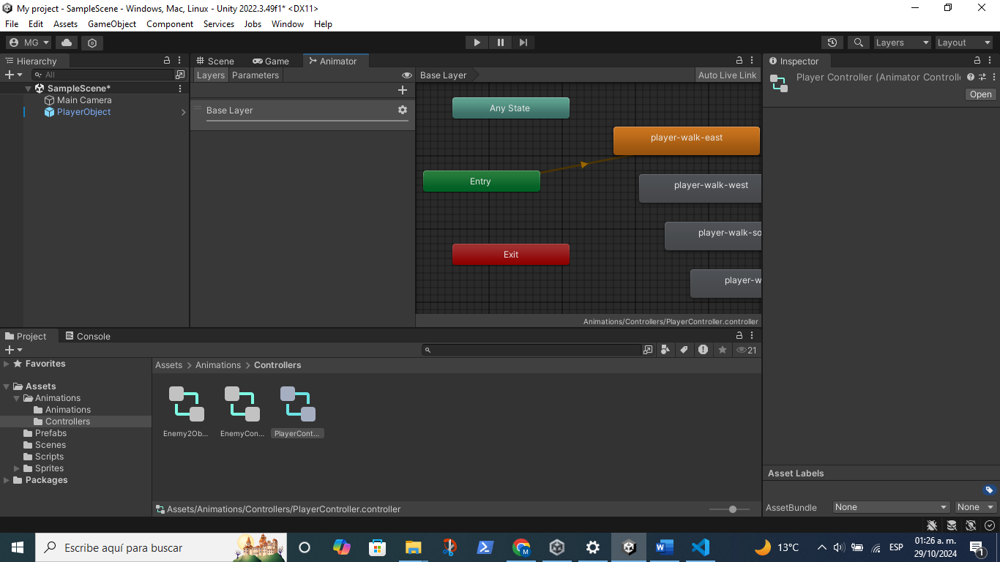 My project - SampleScene - Windows, Mac, Linux - Unity 2022.3.49f1* <DX11>
File Edit Assets GameObject Component Services Jobs Window Help
MG Layers Layout
Hierarchy
All
SampleScene*
Main Camera
PlayerObject
Scene Game Animator
Layers Parameters
Base Layer
Base Layer Auto Live Link
Any State
player-walk-east
Entry
player-walk-west
player-walk-so
Exit
player-w
Animations/Controllers/PlayerController.controller
Inspector
Player Controller (Animator Controlle
Open
Project Console
21
Favorites
Assets
Animations
Animations
Controllers
Prefabs
Scenes
Scripts
Sprites
Packages
Assets > Animations > Controllers
Enemy2Ob... EnemyCon... PlayerCont...
Assets/Animations/Controllers/PlayerController.controller
Asset Labels
AssetBundle None None
Escribe aquí para buscar
13°C
ESP
01:26 a. m.
29/10/2024
1